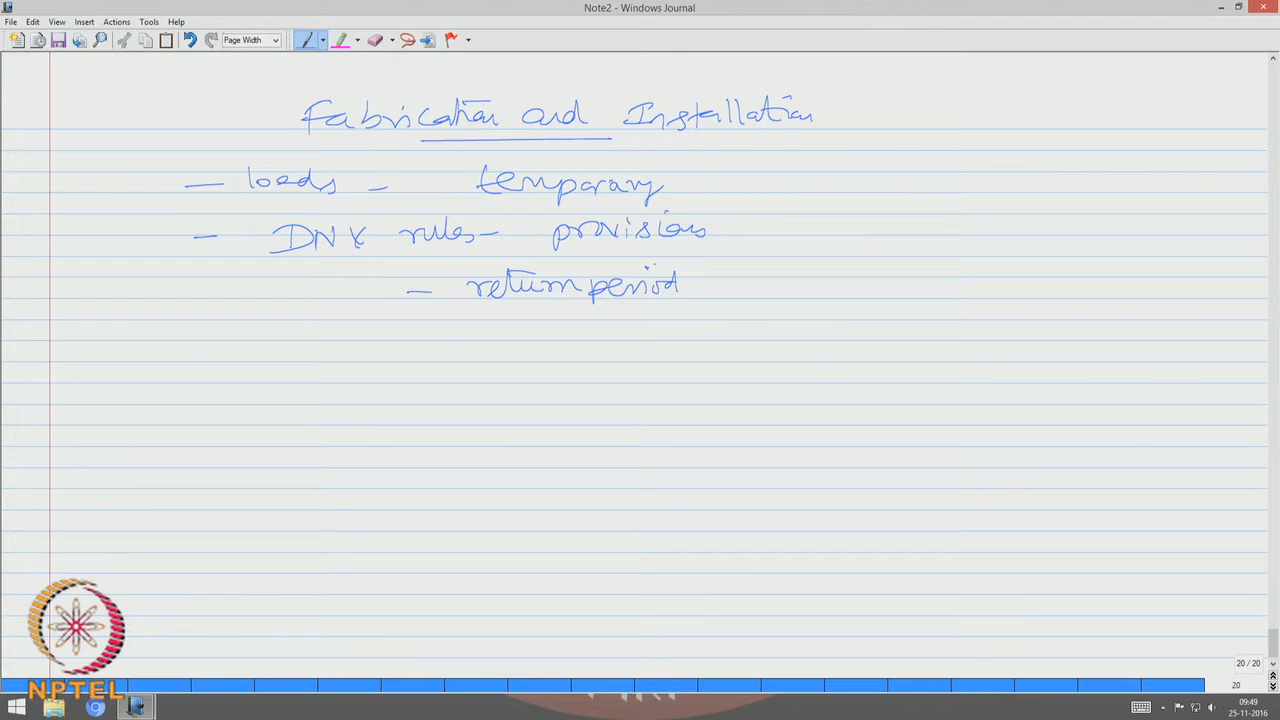 Note2 - Windows Journal
File Edit View Insert Actions Tools Help
Page Width
Fabrication and Installation
— loads - temporary
- DNV rules - provisions
- return period
20 / 20
20
NPTEL
09:49
25-11-2016